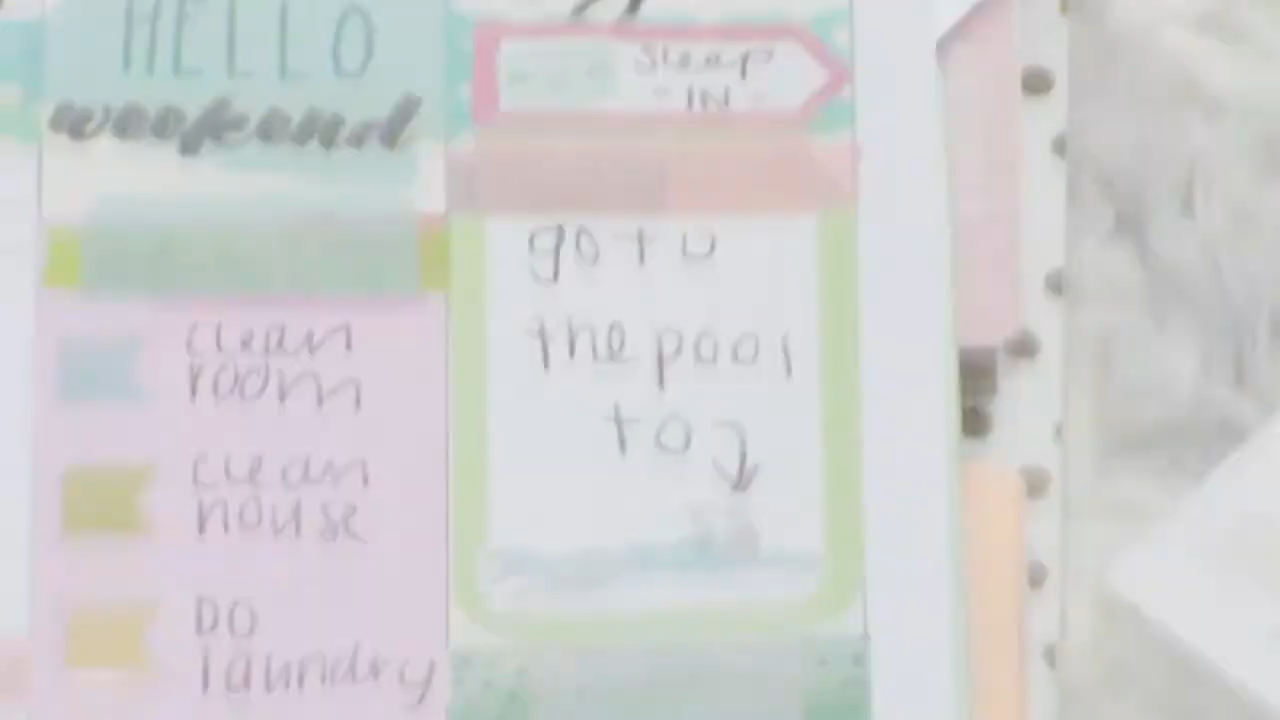 HELLO
weekend
clean
room
clean
house
DO
laundry
Sleep
-IN-
go to
the pool
to